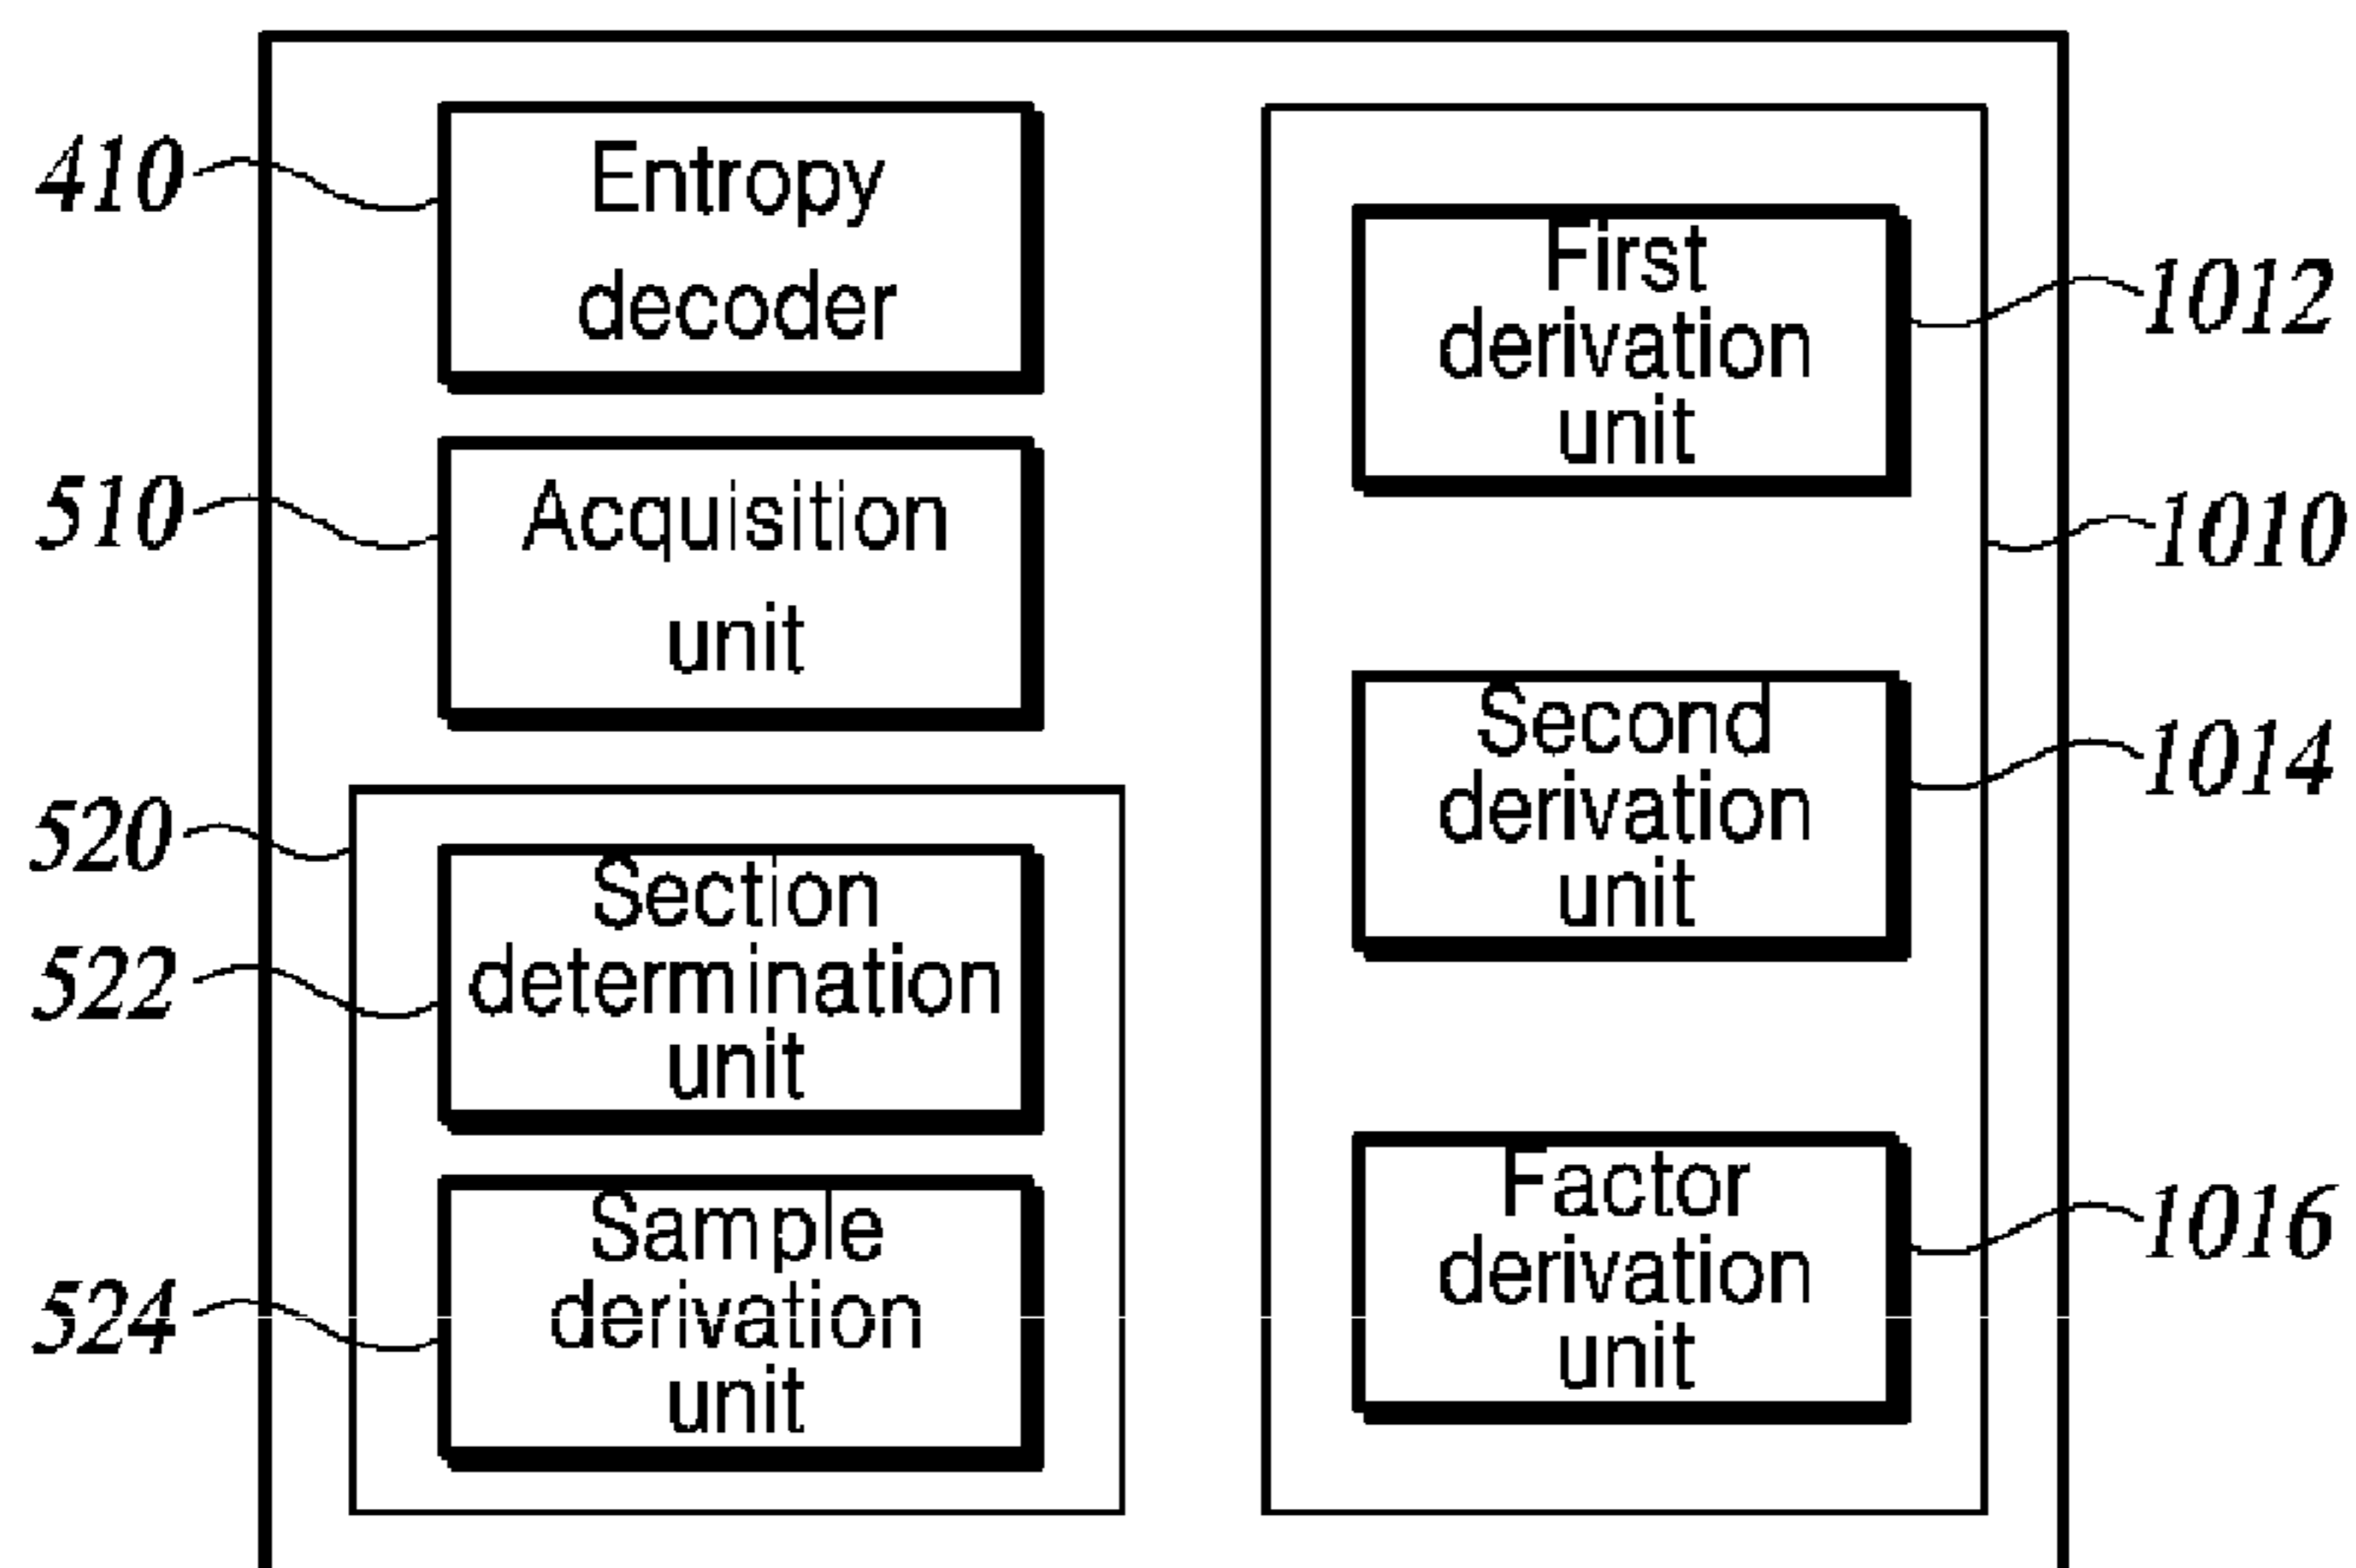 410
Entropy
decoder
510
Acquisition
unit
520
522
Section
determination
unit
524
Sample
derivation
unit
First
derivation
unit
1012
1010
Second
derivation
unit
1014
Factor
derivation
unit
1016